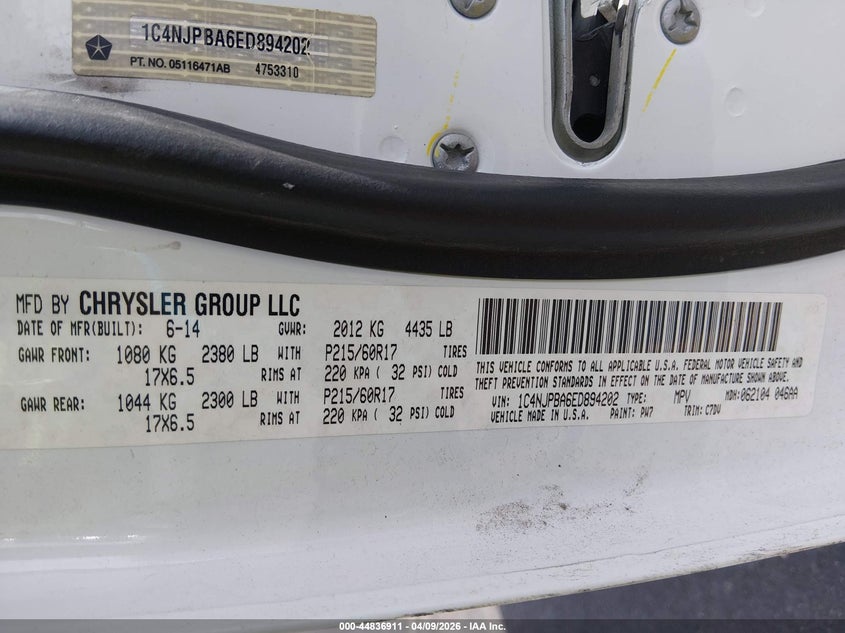 1C4NJPBA6ED894202
PT. NO. 05116471AB 4753310
MFD BY CHRYSLER GROUP LLC
DATE OF MFR(BUILT): 6-14 GVWR: 2012 KG 4435 LB
GAWR FRONT: 1080 KG 2380 LB WITH P215/60R17 TIRES
17X6.5 RIMS AT 220 KPA ( 32 PSI) COLD
GAWR REAR: 1044 KG 2300 LB WITH P215/60R17 TIRES
17X6.5 RIMS AT 220 KPA ( 32 PSI) COLD
THIS VEHICLE CONFORMS TO ALL APPLICABLE U.S.A. FEDERAL MOTOR VEHICLE SAFETY AND
THEFT PREVENTION STANDARDS IN EFFECT ON THE DATE OF MANUFACTURE SHOWN ABOVE.
VIN: 1C4NJPBA6ED894202 TYPE: MPV MDH: 062104 046AA
VEHICLE MADE IN U.S.A. PAINT: PW7 TRIM: C7DV
000-44836911 - 04/09/2026 - IAA Inc.